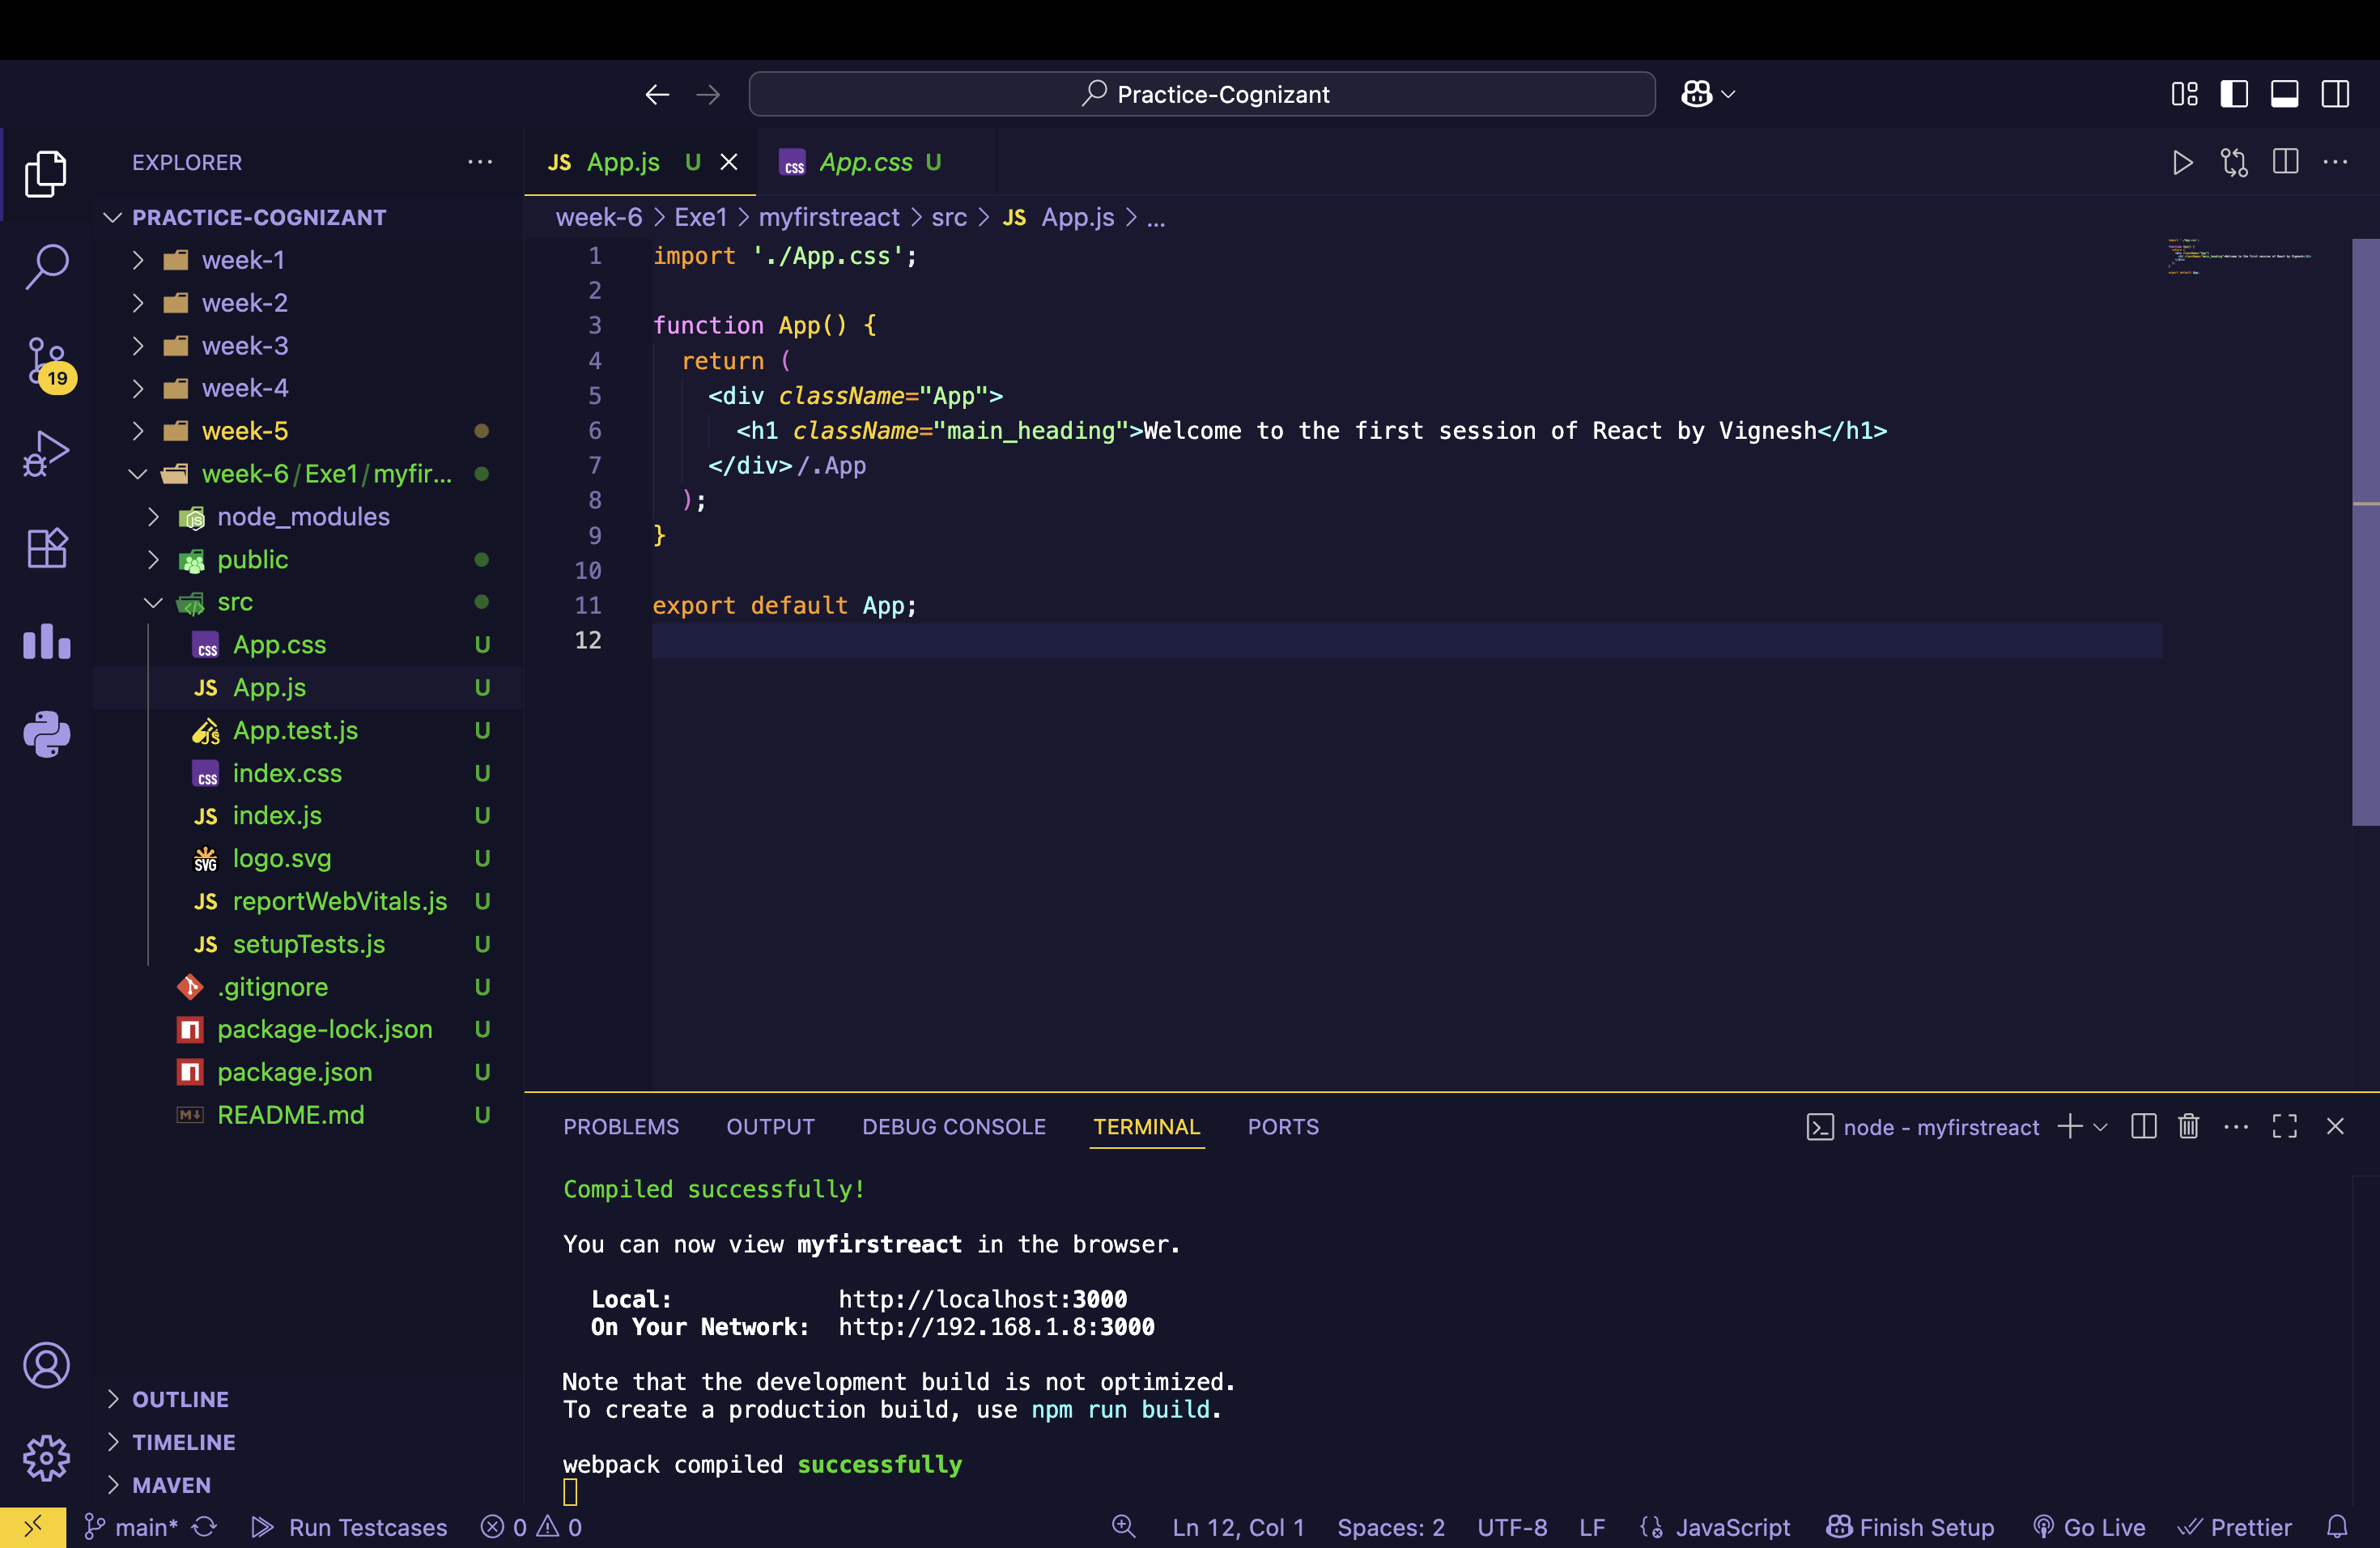 Practice-Cognizant
EXPLORER
PRACTICE-COGNIZANT
week-1
week-2
week-3
week-4
week-5
week-6/Exe1/myfir...
node_modules
public
src
App.css U
App.js U
App.test.js U
index.css U
index.js U
logo.svg U
reportWebVitals.js U
setupTests.js U
.gitignore U
package-lock.json U
package.json U
README.md U
OUTLINE
TIMELINE
MAVEN
19
JS App.js U
css App.css U
week-6 > Exe1 > myfirstreact > src > JS App.js > ...
1 import './App.css';
2
3 function App() {
4 return (
5 <div className="App">
6 <h1 className="main_heading">Welcome to the first session of React by Vignesh</h1>
7 </div>/.App
8 );
9 }
10
11 export default App;
12
PROBLEMS OUTPUT DEBUG CONSOLE TERMINAL PORTS
node - myfirstreact
Compiled successfully!
You can now view myfirstreact in the browser.
Local: http://localhost:3000
On Your Network: http://192.168.1.8:3000
Note that the development build is not optimized.
To create a production build, use npm run build.
webpack compiled successfully
main* Run Testcases 0 0 Ln 12, Col 1 Spaces: 2 UTF-8 LF JavaScript Finish Setup Go Live Prettier